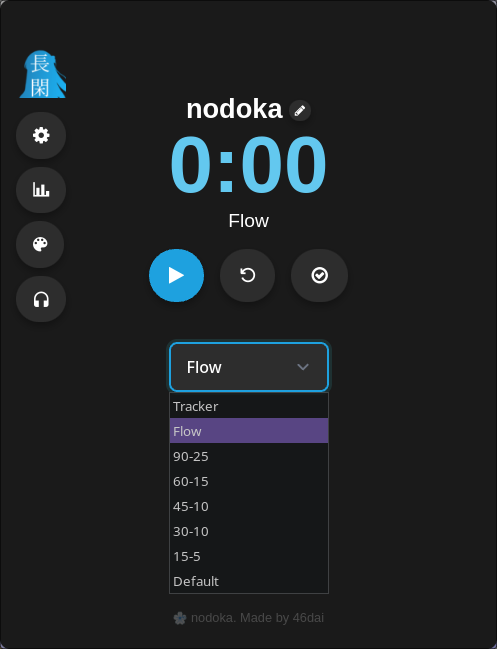 長
閑
nodoka
0:00
Flow
Flow
Tracker
Flow
90-25
60-15
45-10
30-10
15-5
Default
nodoka. Made by 46dai